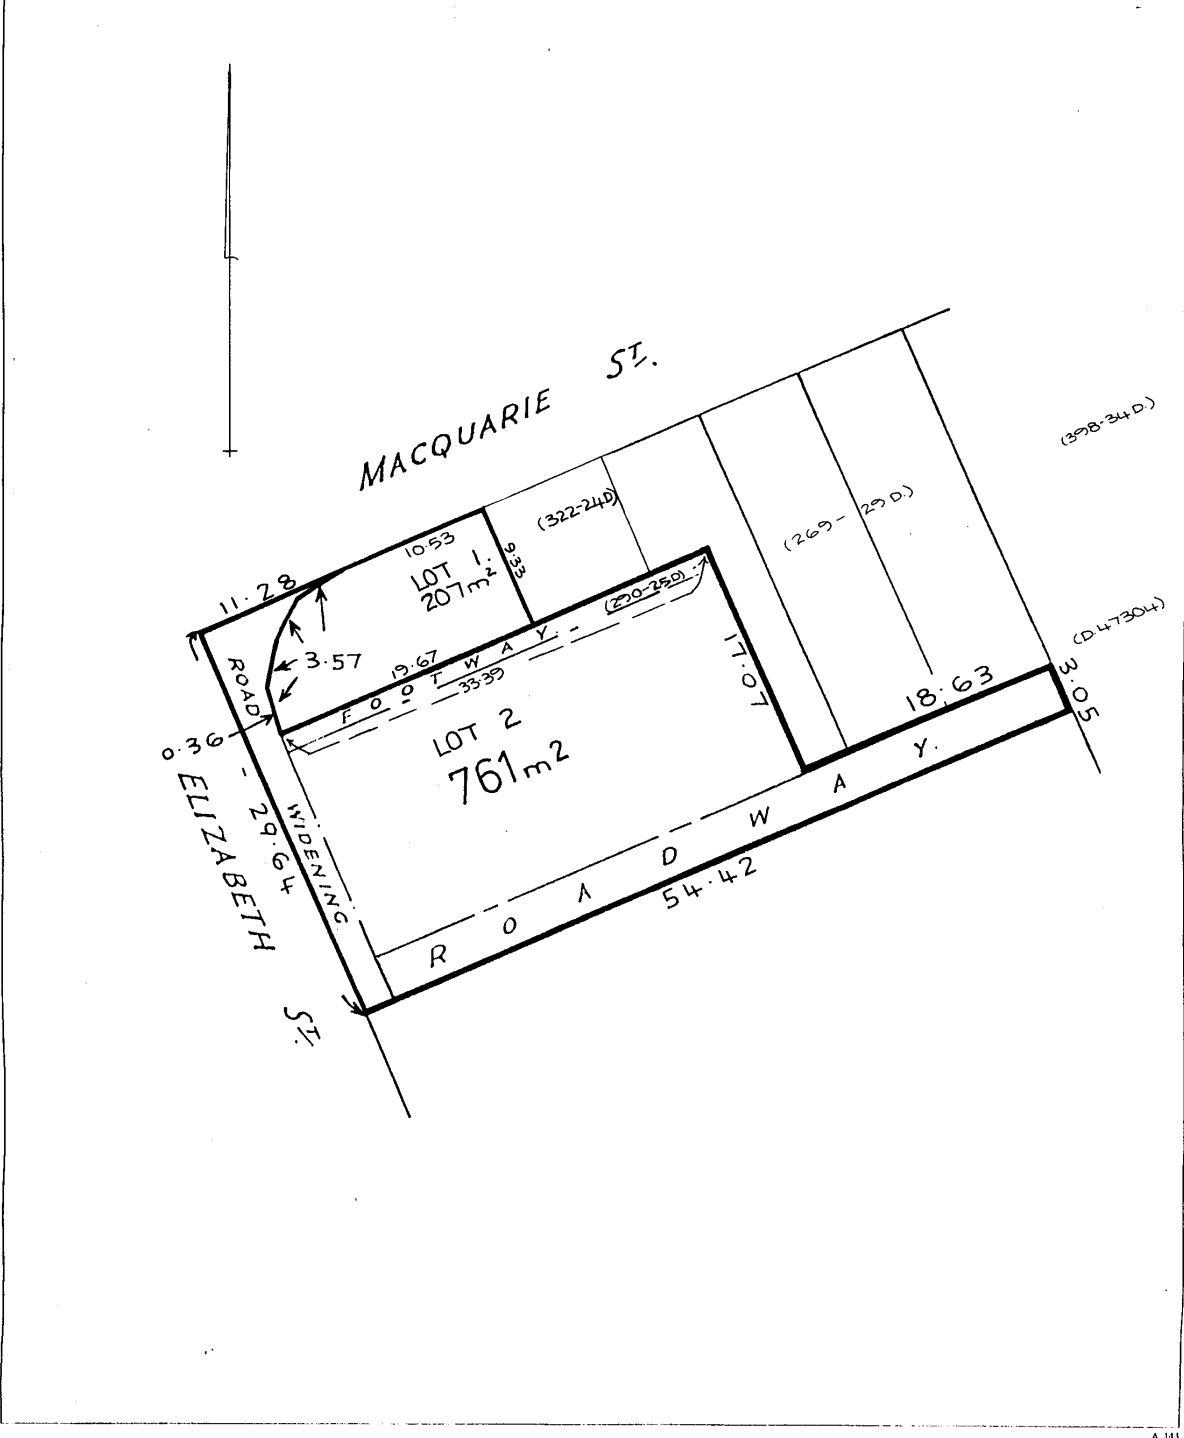 MACQUARIE ST.
(398-34D.)
(322-24D)
(269-29D.)
10.53
LOT 1.
207m²
9.33
11.28
(290-25D)
(D.47304)
ROAD WIDENING.
3.57
19.67
FOOTWAY.
33.39
17.07
18.63
3.05
0.36
LOT 2
761m²
ELIZABETH ST.
29.64
ROADWAY.
54.42